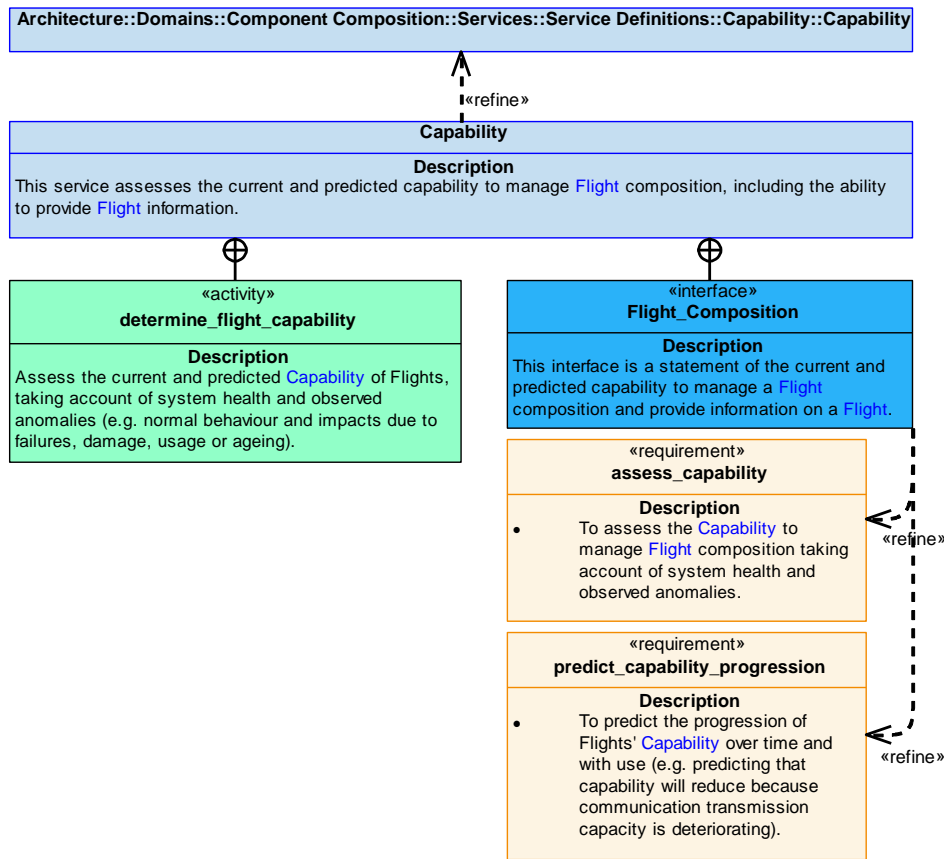 Architecture::Domains::Component Composition::Services::Service Definitions::Capability::Capability
«refine»
Capability
Description
This service assesses the current and predicted capability to manage Flight composition, including the ability
to provide Flight information.
«activity»
determine_flight_capability
Description
Assess the current and predicted Capability of Flights,
taking account of system health and observed
anomalies (e.g. normal behaviour and impacts due to
failures, damage, usage or ageing).
«interface»
Flight_Composition
Description
This interface is a statement of the current and
predicted capability to manage a Flight
composition and provide information on a Flight.
«requirement»
assess_capability
Description
• To assess the Capability to
manage Flight composition taking
account of system health and
observed anomalies.
«refine»
«requirement»
predict_capability_progression
Description
• To predict the progression of
Flights' Capability over time and
with use (e.g. predicting that
capability will reduce because
communication transmission
capacity is deteriorating).
«refine»